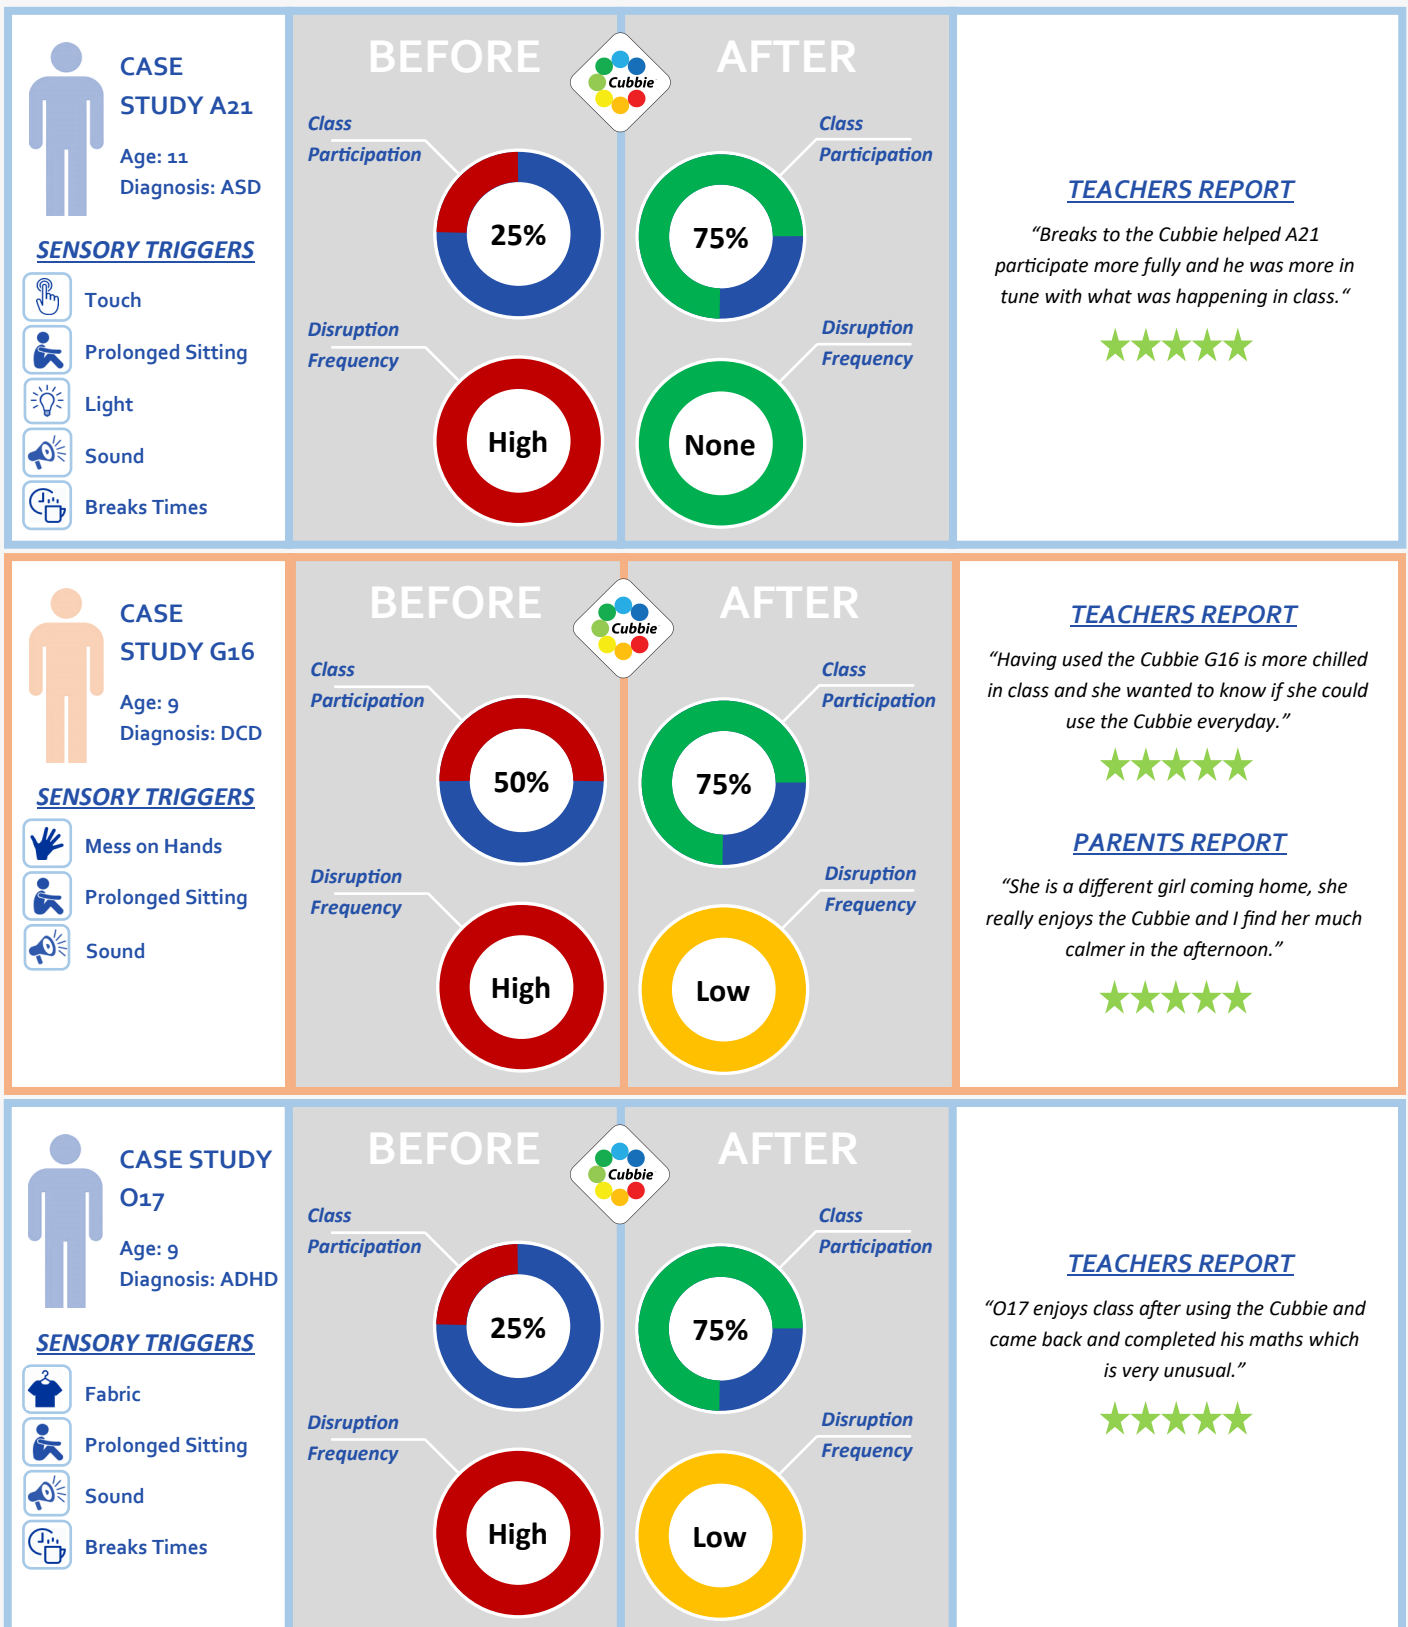 CASE
STUDY A21
Age: 11
Diagnosis: ASD
SENSORY TRIGGERS
Touch
Prolonged Sitting
Light
Sound
Breaks Times
BEFORE
Cubbie
AFTER
Class
Participation
25%
Class
Participation
75%
Disruption
Frequency
High
Disruption
Frequency
None
TEACHERS REPORT
“Breaks to the Cubbie helped A21
participate more fully and he was more in
tune with what was happening in class.“
CASE
STUDY G16
Age: 9
Diagnosis: DCD
SENSORY TRIGGERS
Mess on Hands
Prolonged Sitting
Sound
BEFORE
Cubbie
AFTER
Class
Participation
50%
Class
Participation
75%
Disruption
Frequency
High
Disruption
Frequency
Low
TEACHERS REPORT
“Having used the Cubbie G16 is more chilled
in class and she wanted to know if she could
use the Cubbie everyday.”
PARENTS REPORT
“She is a different girl coming home, she
really enjoys the Cubbie and I find her much
calmer in the afternoon.”
CASE STUDY
O17
Age: 9
Diagnosis: ADHD
SENSORY TRIGGERS
Fabric
Prolonged Sitting
Sound
Breaks Times
BEFORE
Cubbie
AFTER
Class
Participation
25%
Class
Participation
75%
Disruption
Frequency
High
Disruption
Frequency
Low
TEACHERS REPORT
“O17 enjoys class after using the Cubbie and
came back and completed his maths which
is very unusual.”